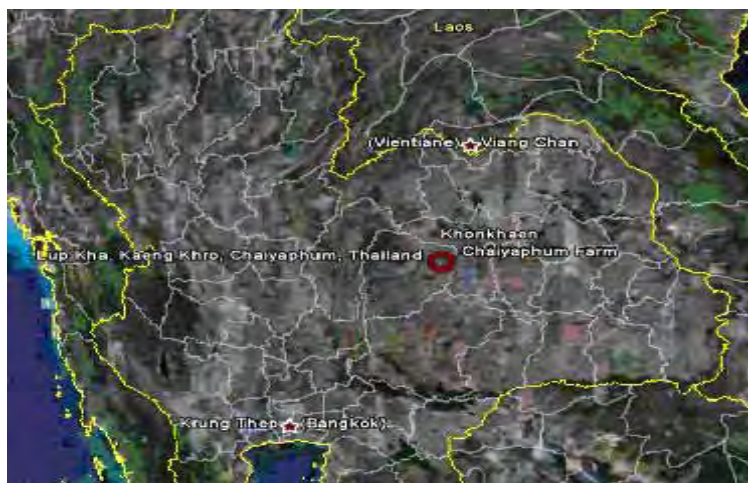 Laos
(Vientiane) Viang Chan
Khonkhaen
Lup Kha, Kaeng Khro, Chaiyaphum, Thailand Chaiyaphum Farm
Krung Thep (Bangkok)